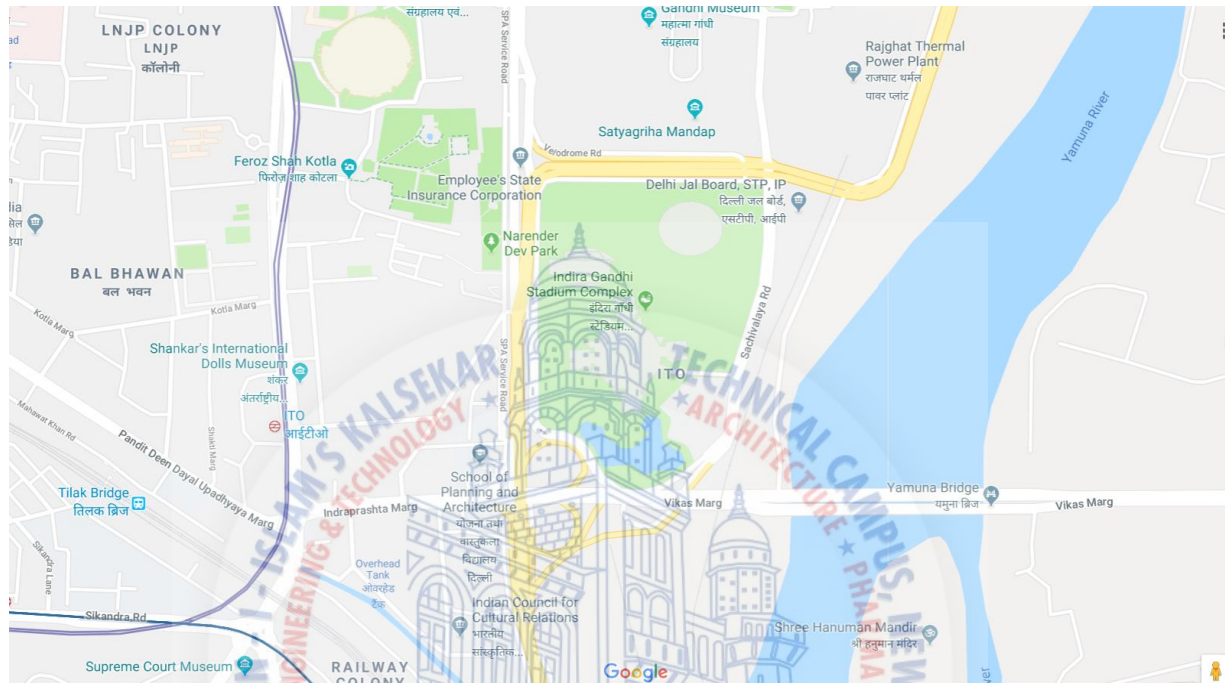 LNJP COLONY
LNJP
कॉलोनी
ad
संग्रहालय एवं...
SPA Service Road
Gandhi Museum
महात्मा गांधी
संग्रहालय
Rajghat Thermal
Power Plant
राजघाट थर्मल
पावर प्लांट
Yamuna River
Satyagriha Mandap
Feroz Shah Kotla
फिरोज़ शाह कोटला
Verodrome Rd
Employee's State
Insurance Corporation
Delhi Jal Board, STP, IP
दिल्ली जल बोर्ड,
एसटीपी, आईपी
dia
Narender
Dev Park
BAL BHAWAN
बल भवन
Indira Gandhi
Stadium Complex
इंदिरा गाँधी
स्टेडियम...
Kotla Marg
Kotla Marg
Sachivalaya Rd
Shankar's International
Dolls Museum
शंकर
अंतर्राष्ट्रीय...
SPA Service Road
ITO
ITO
आईटीओ
Mahawat Khan Rd
Shakti Marg
Pandit Deen Dayal Upadhyaya Marg
School of
Planning and
Architecture
योजना तथा
वास्तुकला
विद्यालय
दिल्ली
Tilak Bridge
तिलक ब्रिज
Indraprashta Marg
Vikas Marg
Yamuna Bridge
यमुना ब्रिज
Vikas Marg
Sikandra Lane
Overhead
Tank
ओवरहेड
टैंक
Sikandra Rd
Indian Council for
Cultural Relations
भारतीय
सांस्कृतिक...
Shree Hanuman Mandir
श्री हनुमान मंदिर
Supreme Court Museum
RAILWAY
COLONY
Google
River
I - ISLAM'S KALSEKAR TECHNICAL CAMPUS, NEW
ENGINEERING & TECHNOLOGY ★ ★ ARCHITECTURE ★ PHARMA